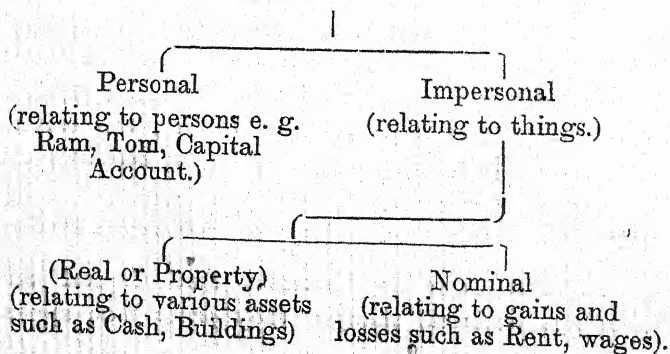 Personal
(relating to persons e. g.
Ram, Tom, Capital
Account.)
Impersonal
(relating to things.)
(Real or Property)
(relating to various assets
such as Cash, Buildings)
Nominal
(relating to gains and
losses such as Rent, wages).